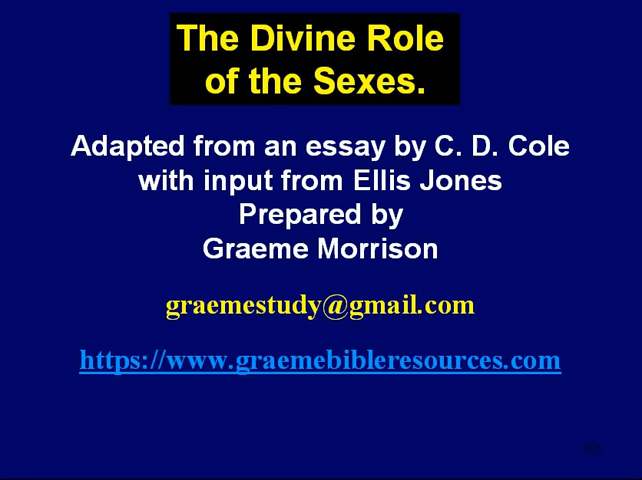 The Divine Role
of the Sexes.
Adapted from an essay by C. D. Cole
with input from Ellis Jones
Prepared by
Graeme Morrison
graemestudy@gmail.com
https://www.graemebibleresources.com